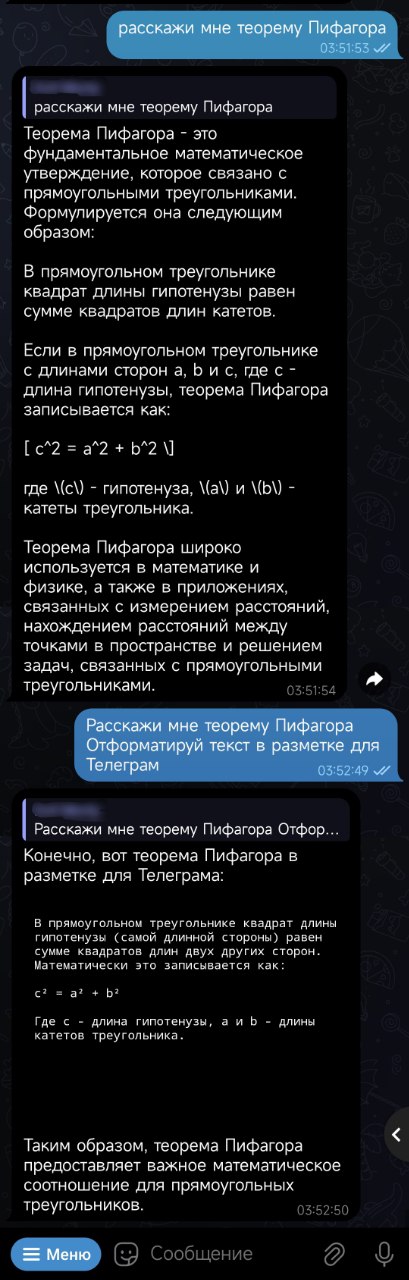 расскажи мне теорему Пифагора
03:51:53
расскажи мне теорему Пифагора
Теорема Пифагора - это
фундаментальное математическое
утверждение, которое связано с
прямоугольными треугольниками.
Формулируется она следующим
образом:
В прямоугольном треугольнике
квадрат длины гипотенузы равен
сумме квадратов длин катетов.
Если в прямоугольном треугольнике
с длинами сторон a, b и c, где c -
длина гипотенузы, теорема Пифагора
записывается как:
[ c^2 = a^2 + b^2 \]
где \(c\) - гипотенуза, \(a\) и \(b\) -
катеты треугольника.
Теорема Пифагора широко
используется в математике и
физике, а также в приложениях,
связанных с измерением расстояний,
нахождением расстояний между
точками в пространстве и решением
задач, связанных с прямоугольными
треугольниками.
03:51:54
Расскажи мне теорему Пифагора
Отформатируй текст в разметке для
Телеграм
03:52:49
Расскажи мне теорему Пифагора Отфор...
Конечно, вот теорема Пифагора в
разметке для Телеграма:
В прямоугольном треугольнике квадрат длины
гипотенузы (самой длинной стороны) равен
сумме квадратов длин двух других сторон.
Математически это записывается как:
c² = a² + b²
Где c - длина гипотенузы, a и b - длины
катетов треугольника.
Таким образом, теорема Пифагора
предоставляет важное математическое
соотношение для прямоугольных
треугольников.
03:52:50
Меню
Сообщение